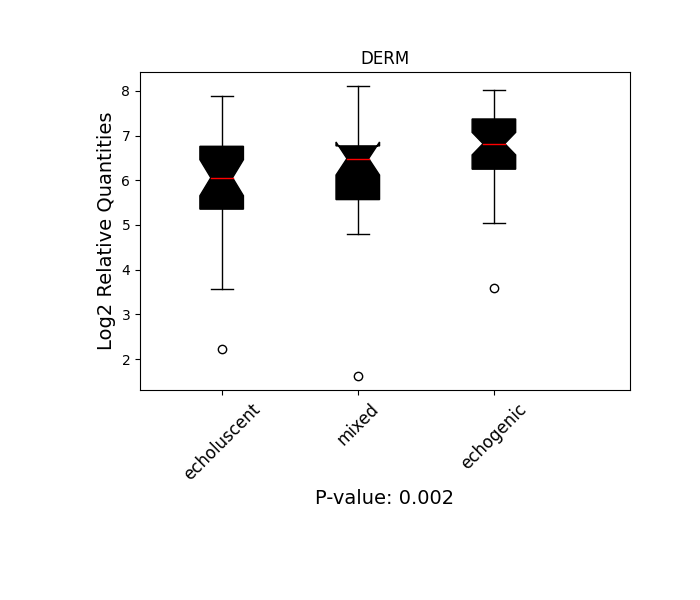 DERM
Log2 Relative Quantities
8
7
6
5
4
3
2
echoluscent
mixed
echogenic
P-value: 0.002